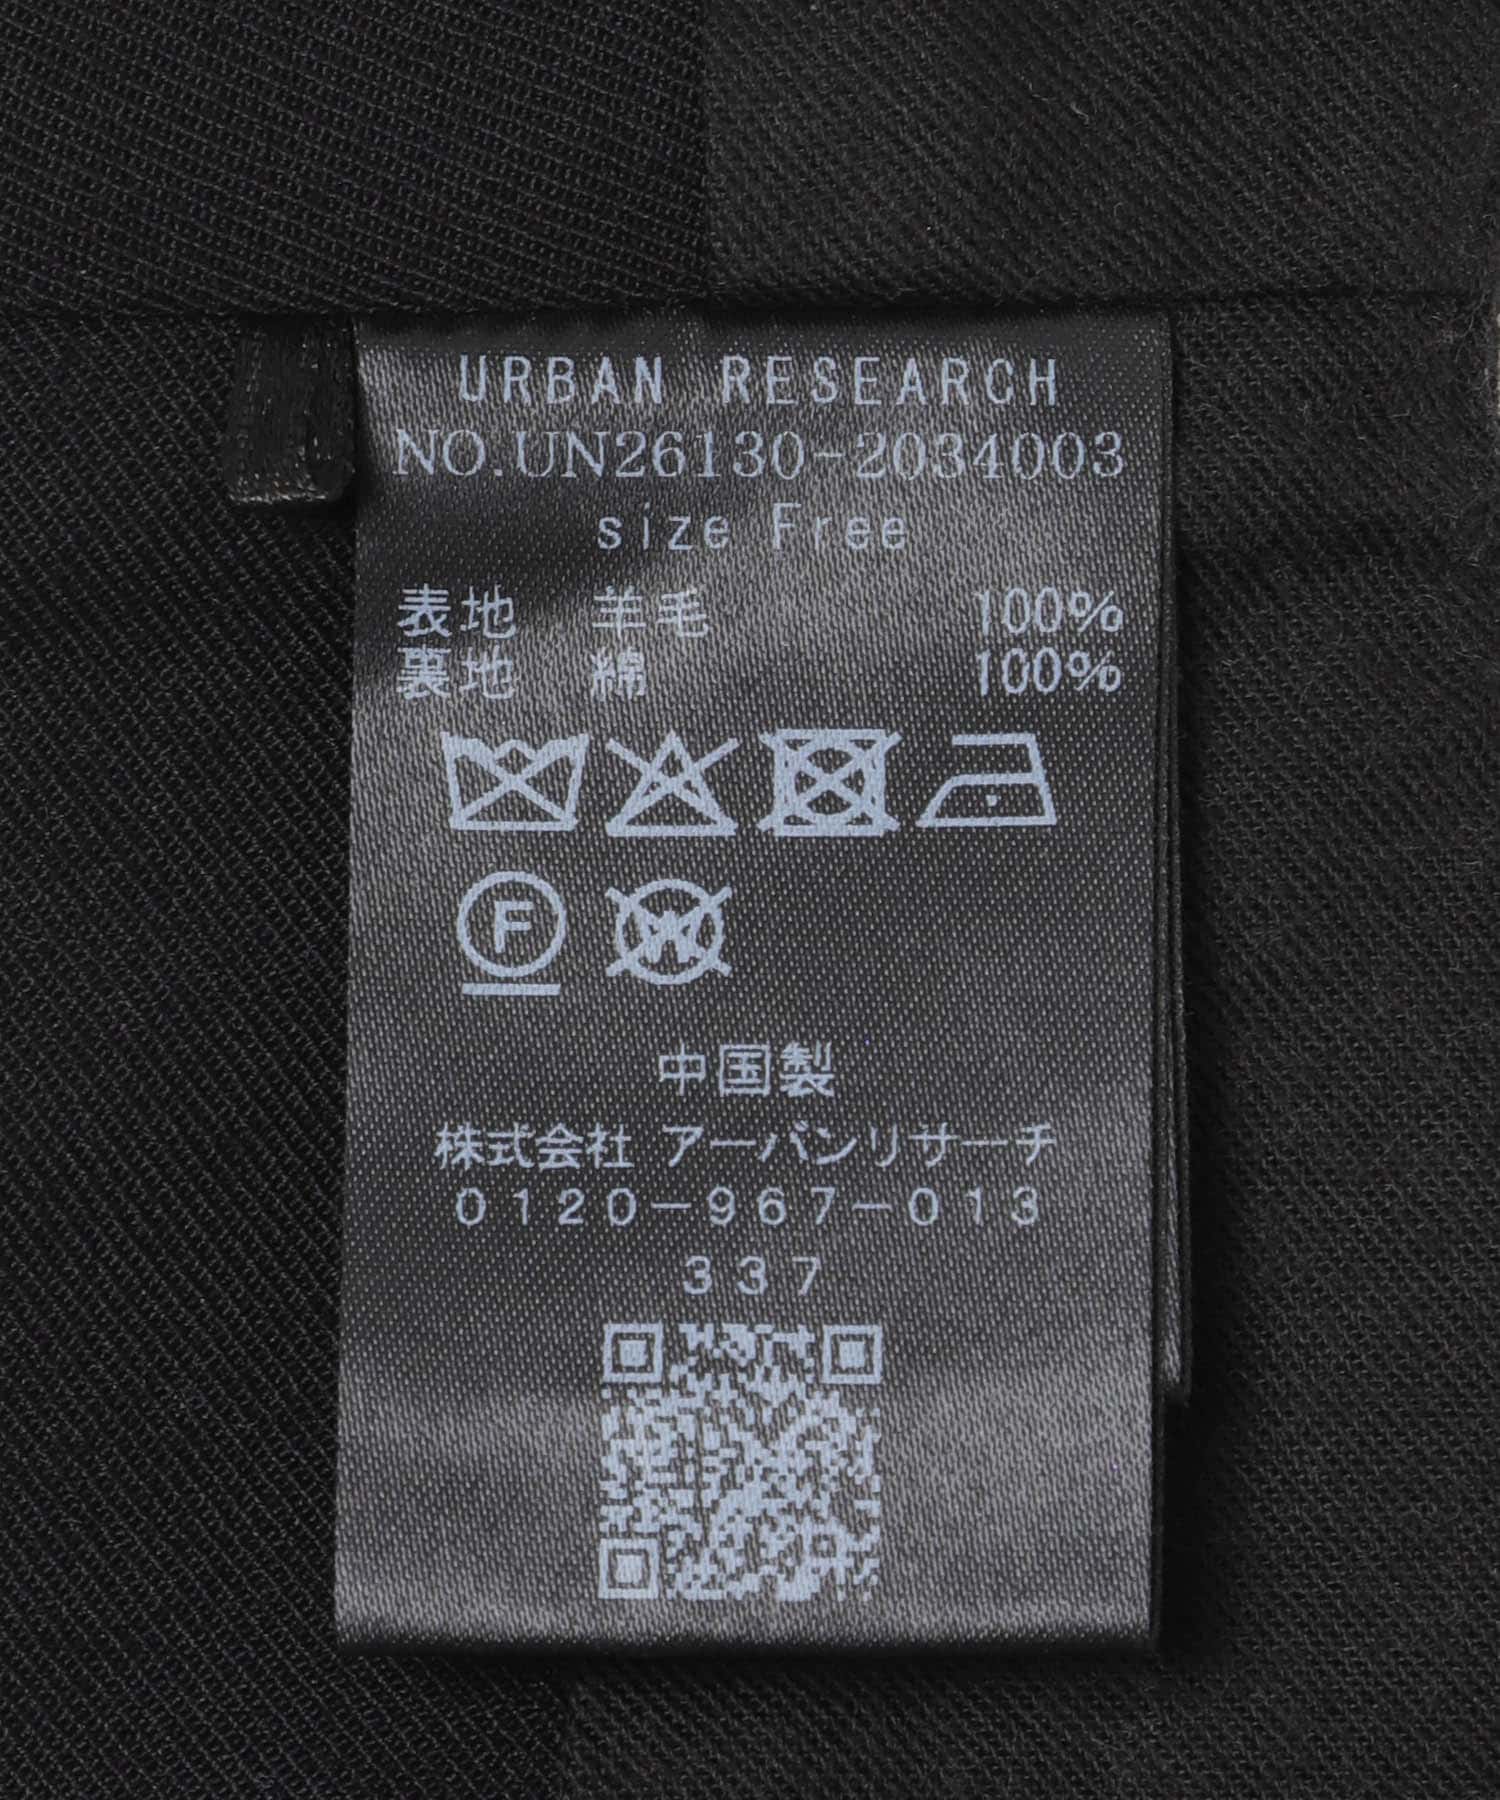 URBAN RESEARCH
NO.UN26130-2034003
size Free
表地 羊毛 100%
裏地 綿 100%
F
W
中国製
株式会社 アーバンリサーチ
0120-967-013
337